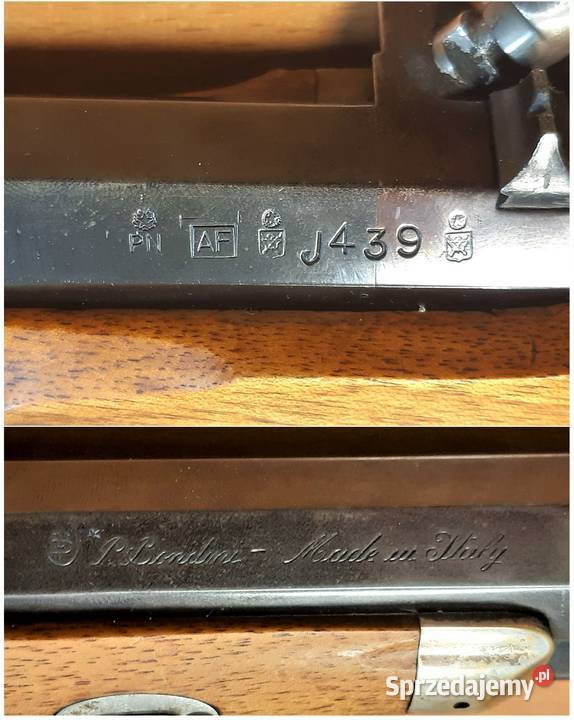 PN AF J439
P. Bondini - Made in Italy
Sprzedajemy.pl